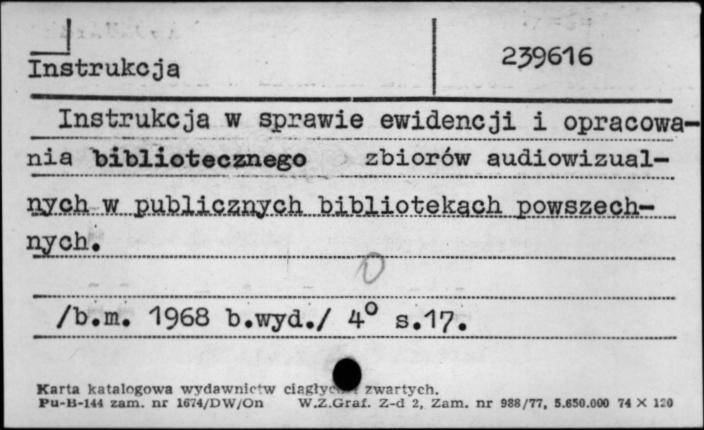 Instrukcja
239616
Instrukcja w sprawie ewidencji i opracowa-
nia bibliotecznego zbiorów audiowizual-
nych w publicznych bibliotekach powszech-
nych.
/b.m. 1968 b.wyd./ 4° s.17.
Karta katalogowa wydawnictw zwartych.
Pu-B-144 zam. nr 1674/DW/On W.Z.Graf. Z-d 2, Zam. nr 988/77, 5.650.000 74 X 120